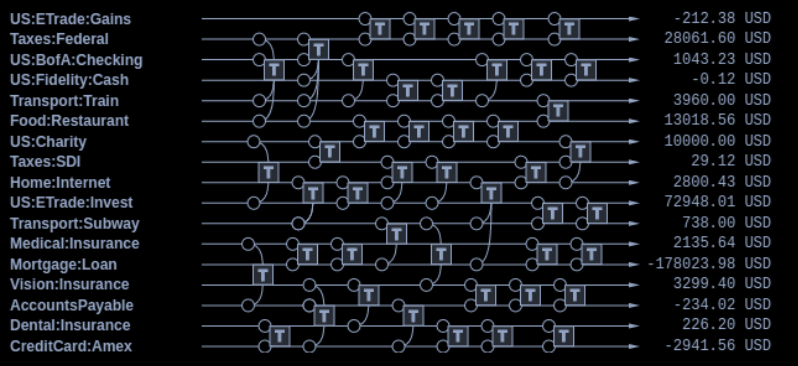 US:ETrade:Gains -212.38 USD
Taxes:Federal 28061.60 USD
US:BofA:Checking 1043.23 USD
US:Fidelity:Cash -0.12 USD
Transport:Train 3960.00 USD
Food:Restaurant 13018.56 USD
US:Charity 10000.00 USD
Taxes:SDI 29.12 USD
Home:Internet 2800.43 USD
US:ETrade:Invest 72948.01 USD
Transport:Subway 738.00 USD
Medical:Insurance 2135.64 USD
Mortgage:Loan -178023.98 USD
Vision:Insurance 3299.40 USD
AccountsPayable -234.02 USD
Dental:Insurance 226.20 USD
CreditCard:Amex -2941.56 USD
T T T T T
T
T T T T T
T T
T
T T T T
T T
T T T T
T T T
T T
T
T T T T T
T
T T T T
T T
T T T T